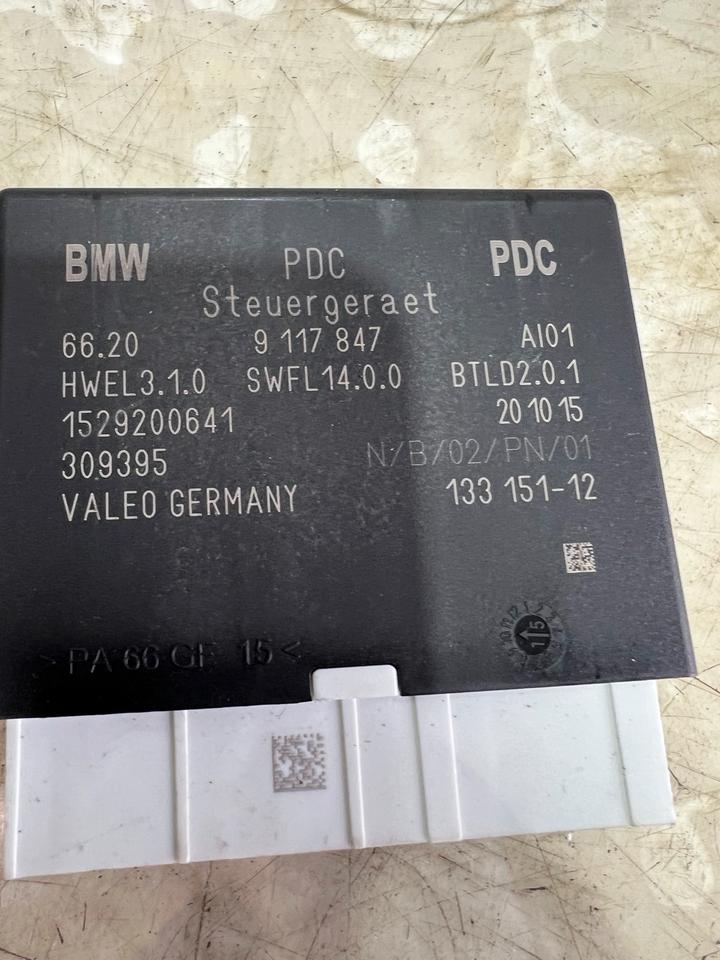 BMW PDC PDC
Steuergeraet
66.20 9 117 847 AI01
HWEL3.1.0 SWFL14.0.0 BTLD2.0.1
1529200641 20 10 15
309395 N/B/02/PN/01
VALEO GERMANY 133 151-12
>PA 66 GF 15<
15